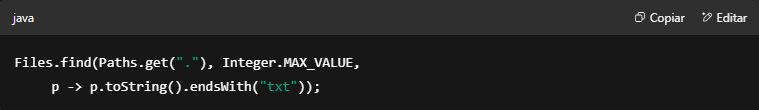 java
Copiar
Editar
Files.find(Paths.get("."), Integer.MAX_VALUE,
    p -> p.toString().endsWith("txt"));